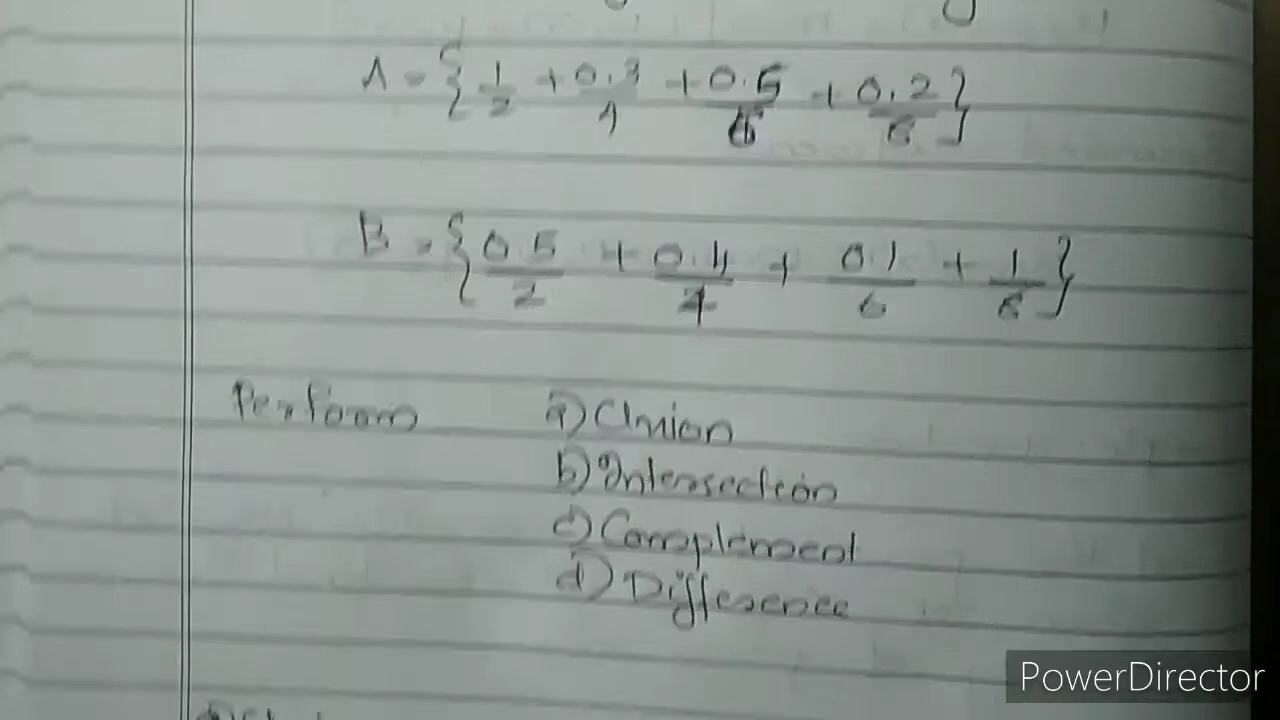 A = { 1/2 + 0.3/4 + 0.5/6 + 0.2/8 }
B = { 0.5/2 + 0.4/4 + 0.1/6 + 1/8 }
Perform a) Union
b) Intersection
c) Complement
d) Difference
PowerDirector